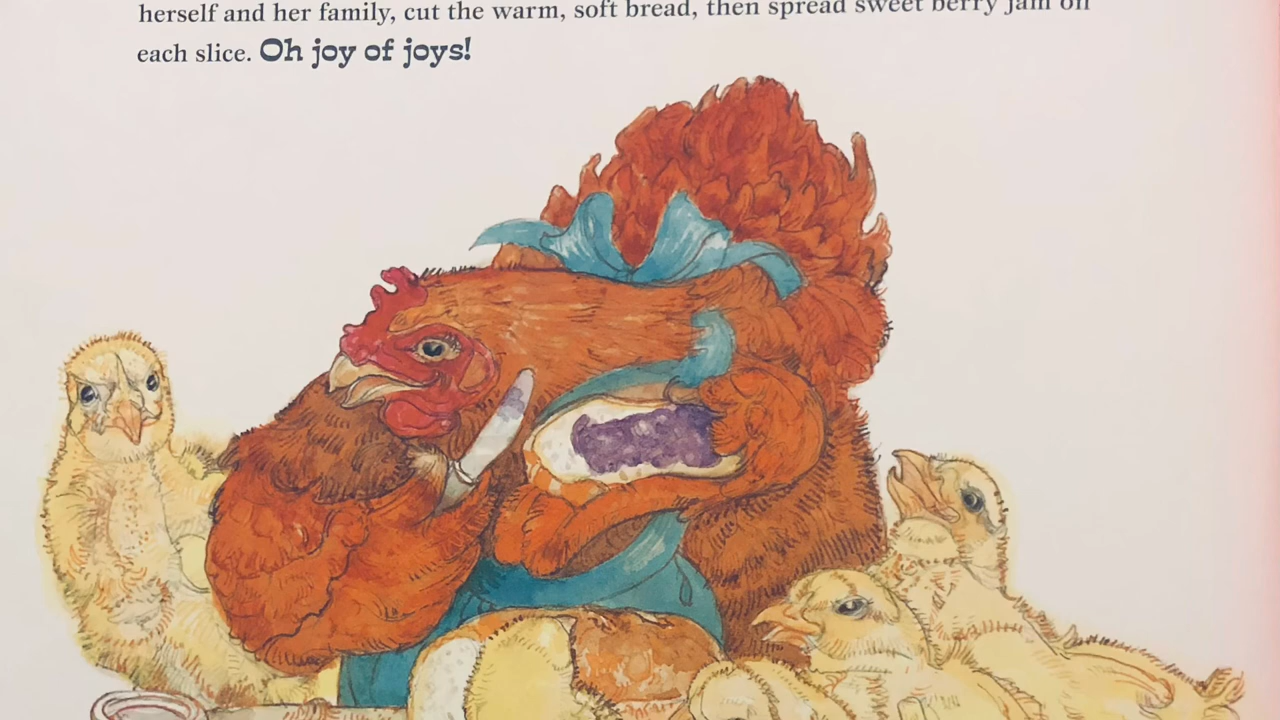 herself and her family, cut the warm, soft bread, then spread sweet berry jam on
each slice. Oh joy of joys!